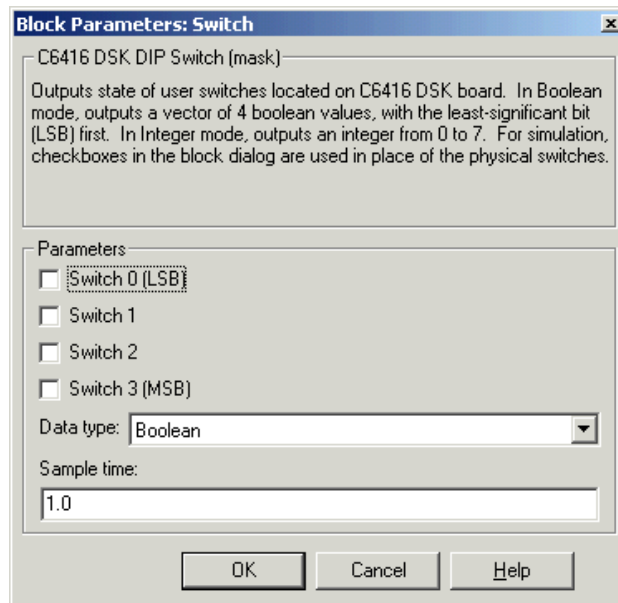 Block Parameters: Switch
C6416 DSK DIP Switch (mask)
Outputs state of user switches located on C6416 DSK board.  In Boolean
mode, outputs a vector of 4 boolean values, with the least-significant bit
(LSB) first.  In Integer mode, outputs an integer from 0 to 7.  For simulation,
checkboxes in the block dialog are used in place of the physical switches.
Parameters
Switch 0 (LSB)
Switch 1
Switch 2
Switch 3 (MSB)
Data type: Boolean
Sample time:
1.0
OK Cancel Help